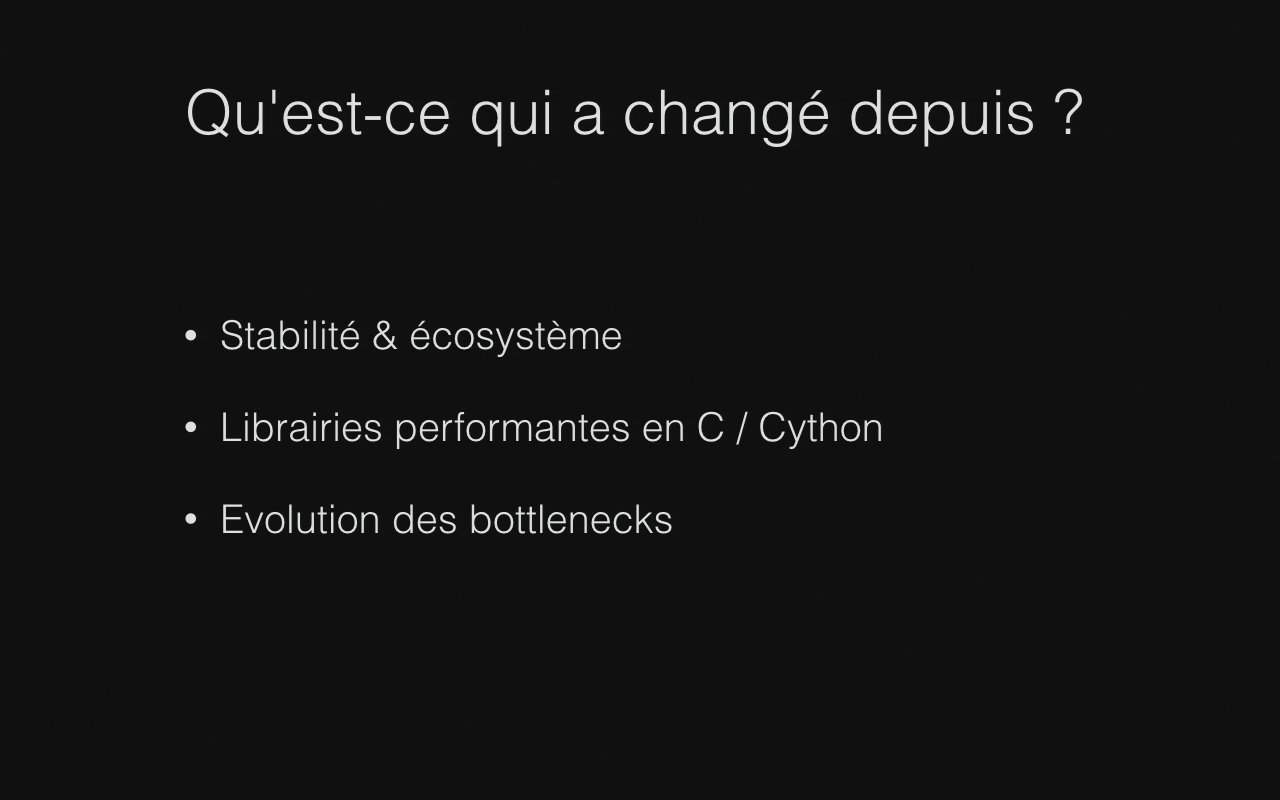 Qu'est-ce qui a changé depuis ?
• Stabilité & écosystème
• Librairies performantes en C / Cython
• Evolution des bottlenecks